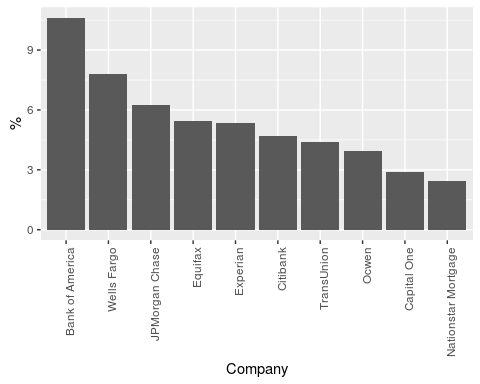 %
9
6
3
0
Bank of America
Wells Fargo
JPMorgan Chase
Equifax
Experian
Citibank
TransUnion
Ocwen
Capital One
Nationstar Mortgage
Company